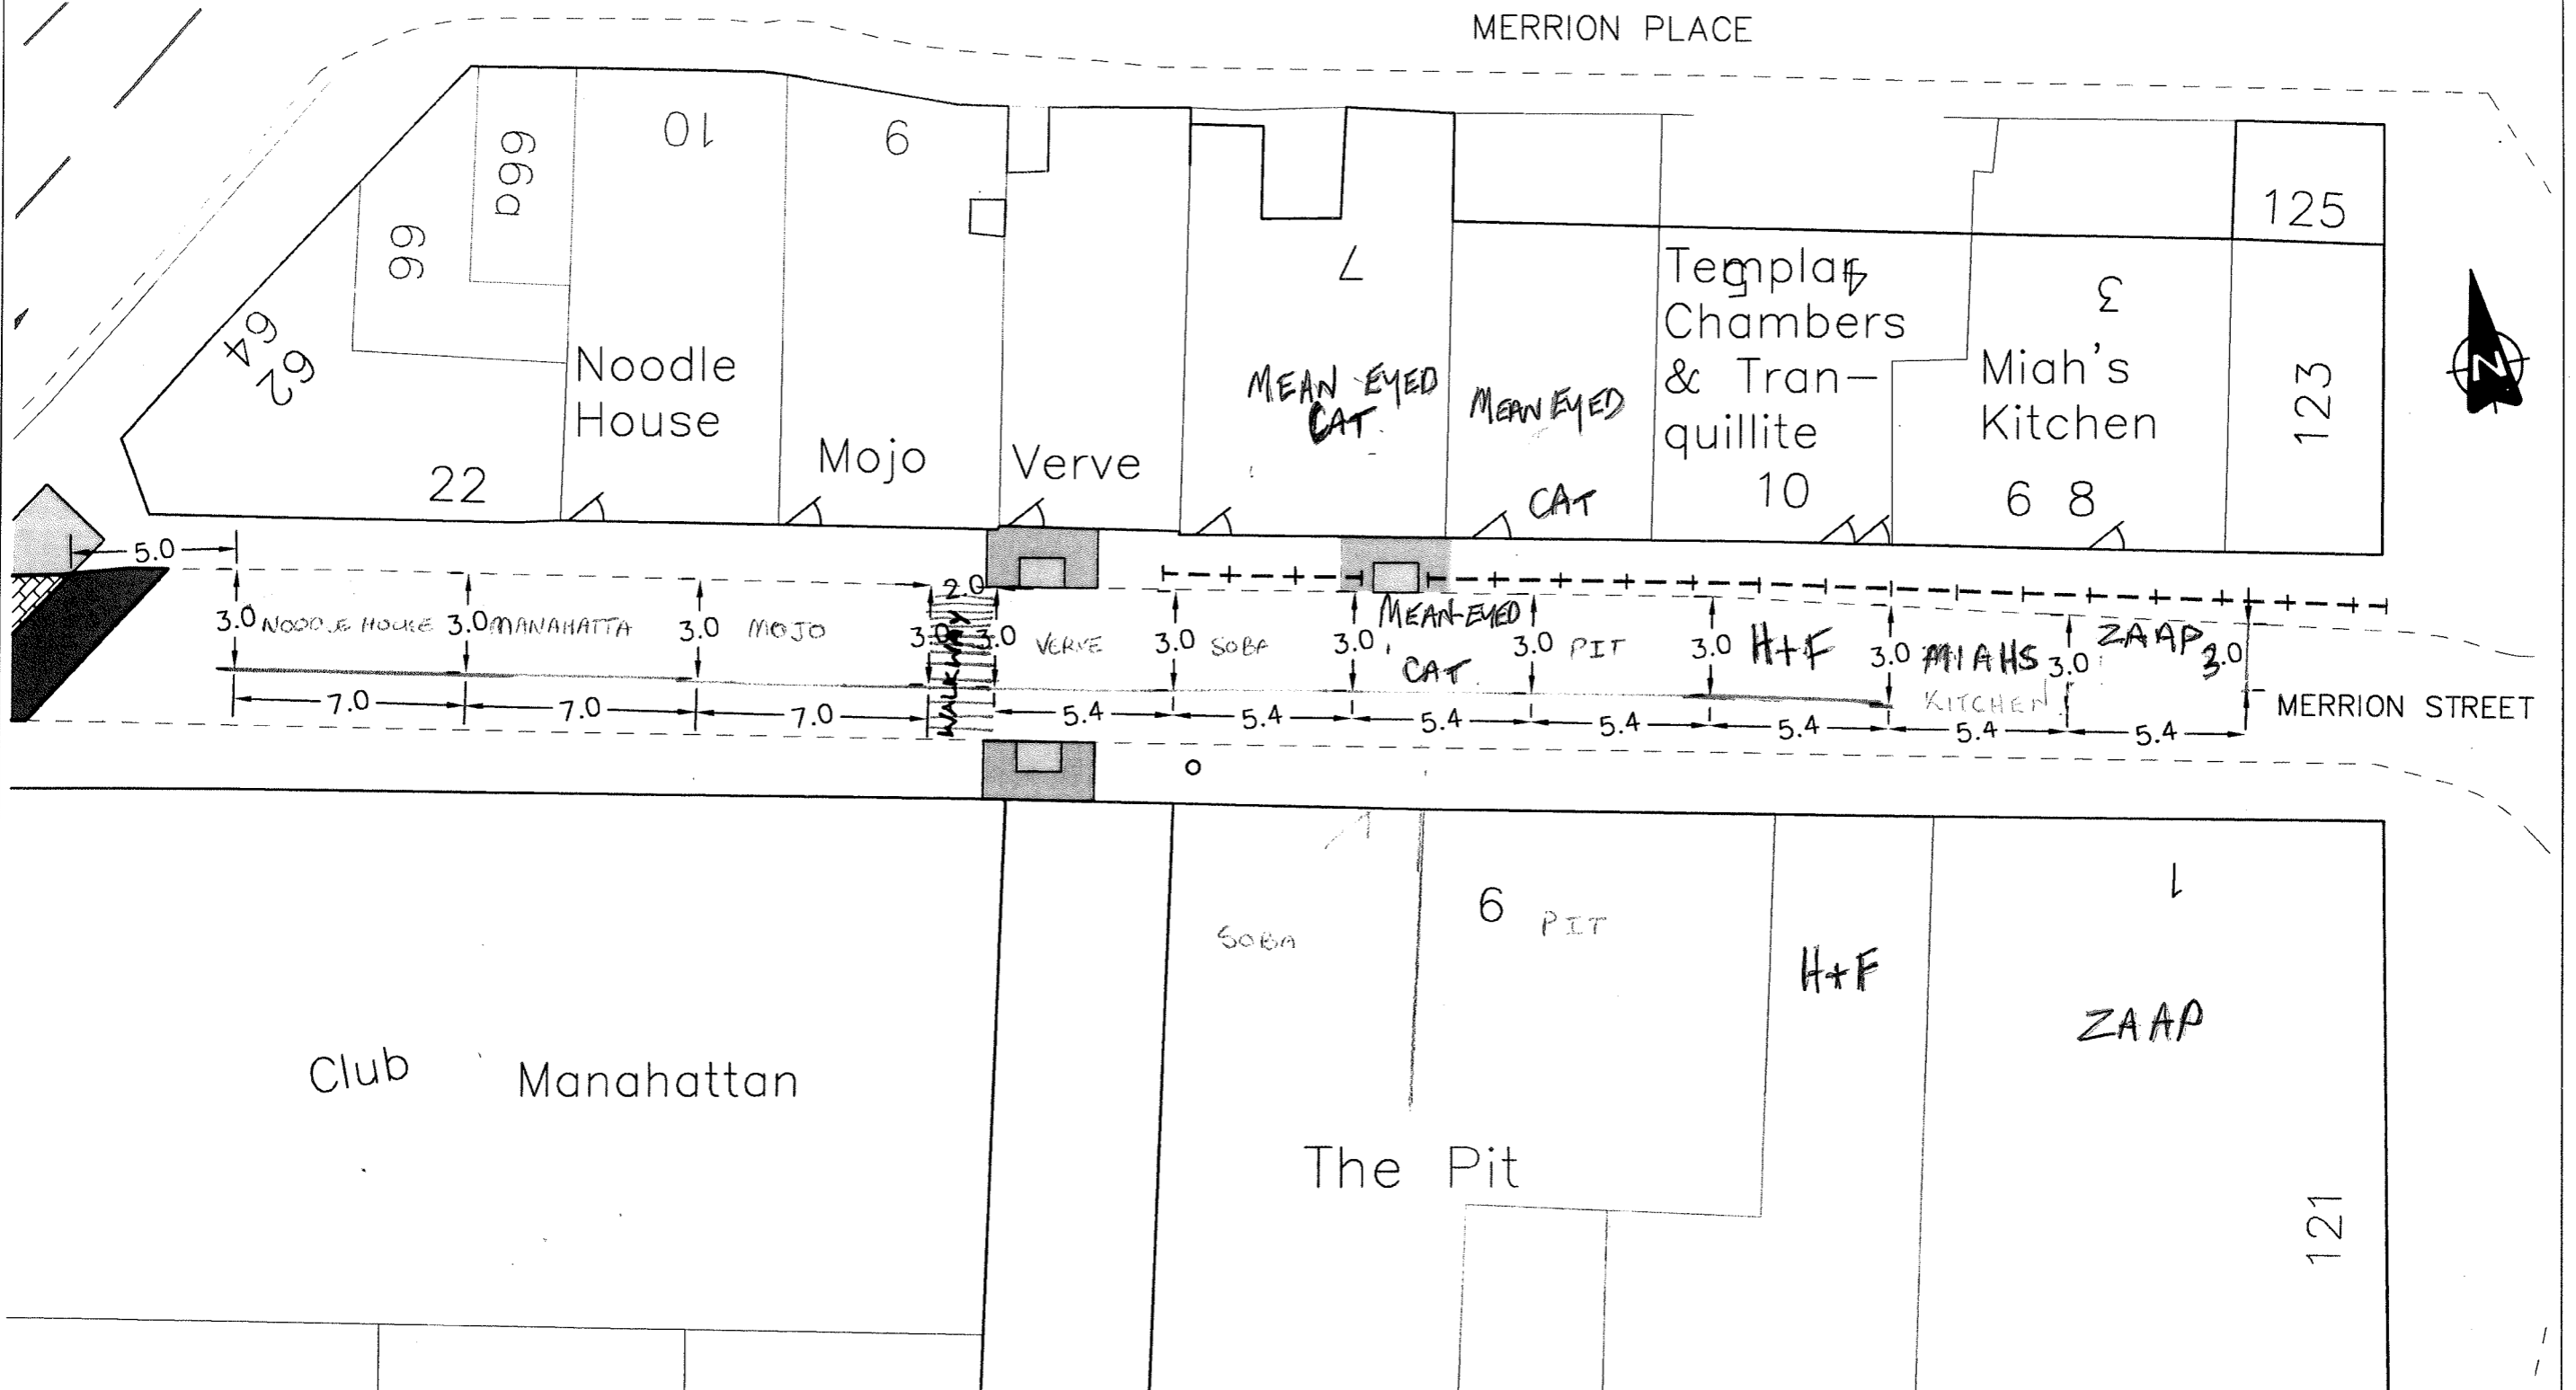 MERRION PLACE
10
9
66a
66
64
62
7
5
4
3
125
123
Noodle
House
22
Mojo
Verve
MEAN EYED
CAT
MEAN EYED
CAT
Templar
Chambers
& Tran-
quillite
10
Miah's
Kitchen
6 8
N
5.0
2.0
3.0 NOODLE HOUSE 3.0 MANAHATTA 3.0 MOJO 3.0 WALKWAY 3.0 VERVE 3.0 SOBA 3.0 MEAN-EYED CAT 3.0 PIT 3.0 H+F 3.0 MIAHS KITCHEN 3.0 ZAAP 3.0
7.0 7.0 7.0 5.4 5.4 5.4 5.4 5.4 5.4 5.4
MERRION STREET
SOBA
6 PIT
H+F
1
ZAAP
Club Manahattan
The Pit
121